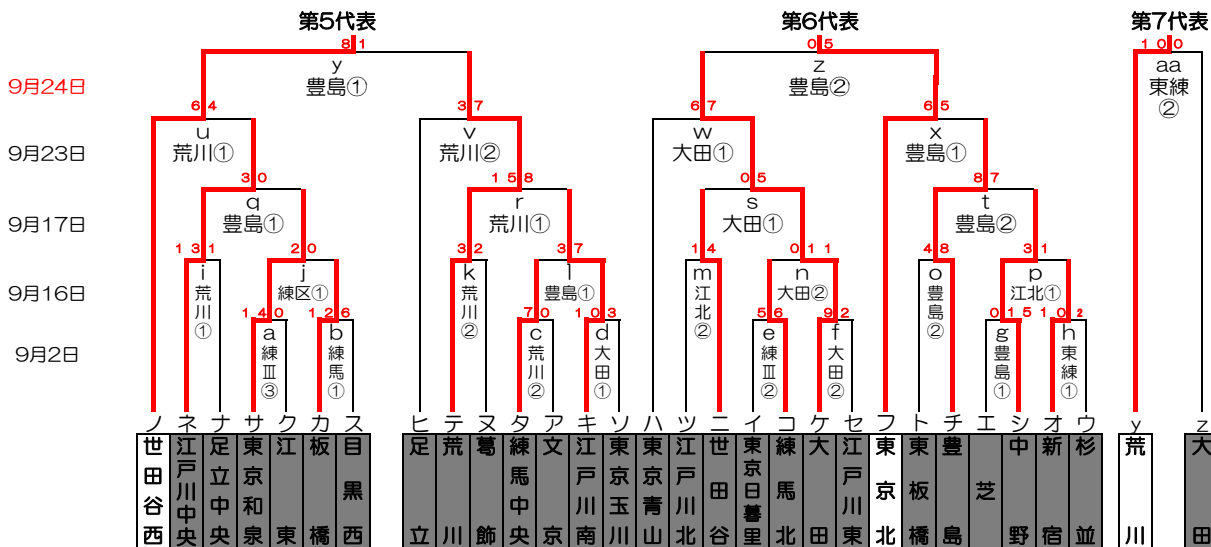 第5代表 第6代表 第7代表
8 1 0 5 1 0 0
y z aa
9月24日 豊島① 豊島② 東練②
6 4 3 7 6 7 6 5
u v w x
9月23日 荒川① 荒川② 大田① 豊島①
3 0 1 5 8 0 5 8 7
q r s t
9月17日 豊島① 荒川① 大田① 豊島②
1 3 1 2 0 3 2 3 7 1 4 0 1 1 4 8 3 1
i j k l m n o p
9月16日 荒川① 練区① 荒川② 豊島① 江北② 大田② 豊島② 江北①
1 4 0 1 2 6 7 0 1 0 3 5 6 9 2 0 1 5 1 0 2
a b c d e f g h
9月2日 練Ⅲ③ 練馬① 荒川② 大田① 練Ⅲ② 大田② 豊島① 東練①
ノ ネ ナ サ ク カ ス ヒ テ ヌ タ ア キ ソ ハ ツ ニ イ コ ケ セ フ ト チ エ シ オ ウ y z
世田谷西
江戸川中央
足立中央
東京和泉
江東
板橋
目黒西
足立
荒川
葛飾
練馬中央
文京
江戸川南
東京玉川
東京青山
江戸川北
世田谷
東京日暮里
練馬北
大田
江戸川東
東京北
東板橋
豊島
芝
中野
新宿
杉並
荒川
大田